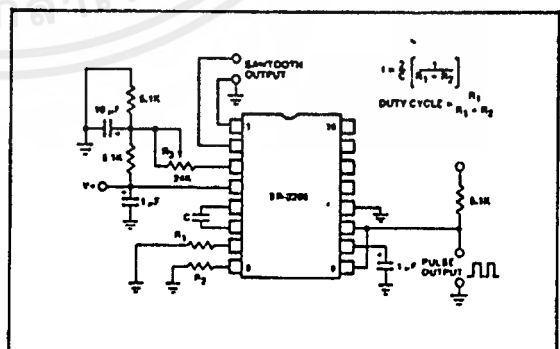 SAWTOOTH
OUTPUT
f = 2/C [ 1 / R1 + R2 ]
DUTY CYCLE = R1 / R1 + R2
5.1K
10 µF
+
5.1K
R3
24K
V+
+
1 µF
C
R1
R2
1
16
XR-2206
8
9
5.1K
+
1 µF
PULSE
OUTPUT